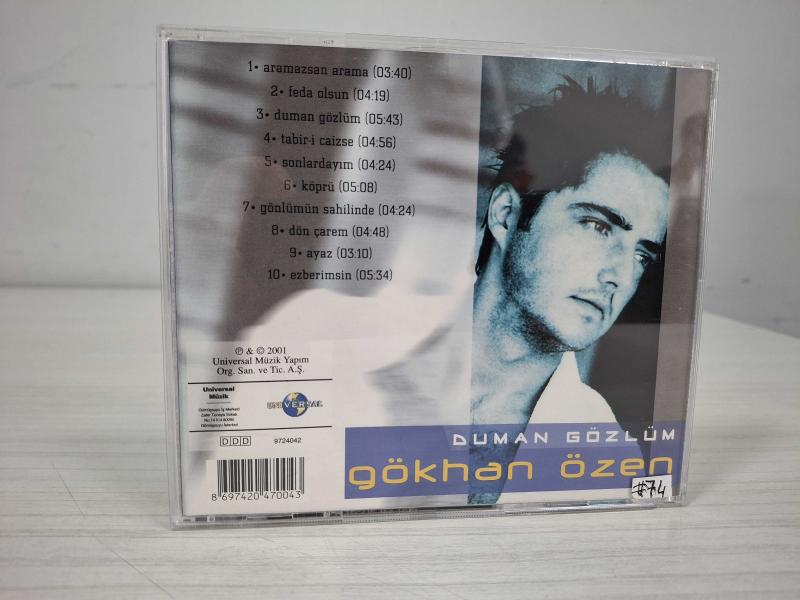 1• aramazsan arama (03:40)
2• feda olsun (04:19)
3• duman gözlüm (05:43)
4• tabir-i caizse (04:56)
5• sonlardayım (04:24)
6• köprü (05:08)
7• gönlümün sahilinde (04:24)
8• dön çarem (04:48)
9• ayaz (03:10)
10• ezberimsin (05:34)
℗ & © 2001
Universal Müzik Yapım
Org. San. ve Tic. A.Ş.
Universal
Müzik
UNIVERSAL
DDD
9724042
8 697420 470043
DUMAN GÖZLÜM
gökhan özen
#74